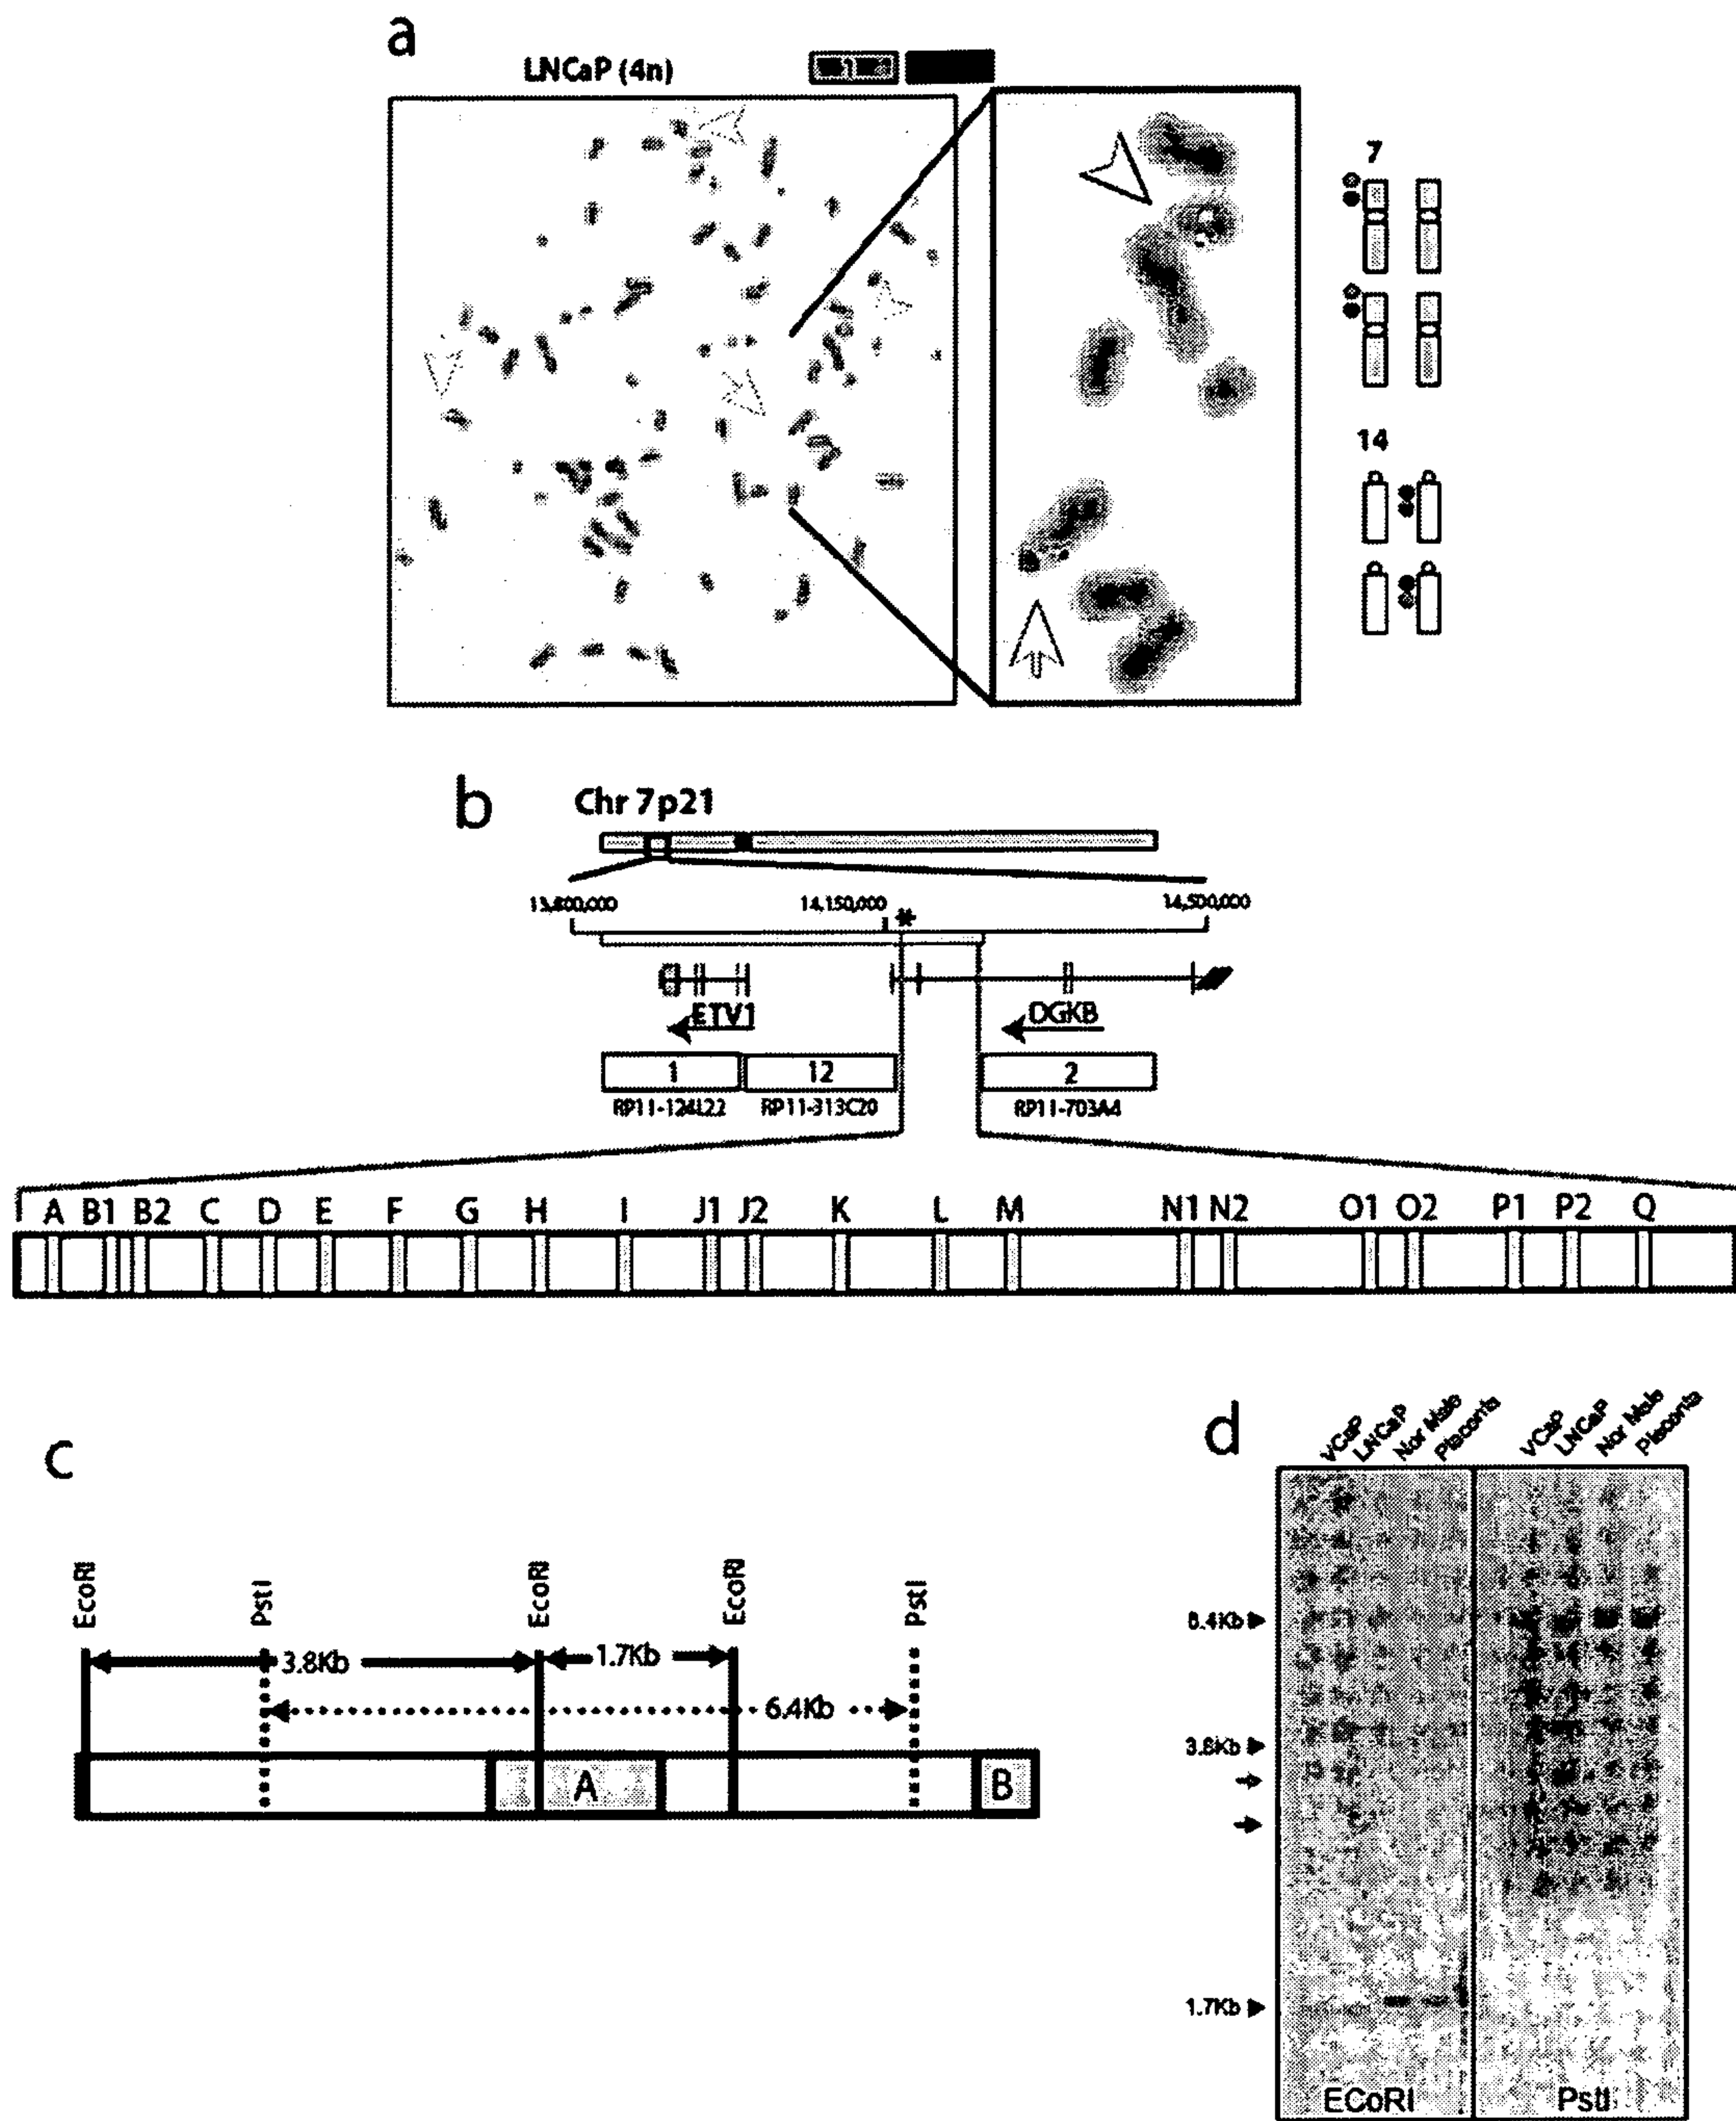 a
LNCaP (4n)
1
7
14
b
Chr 7p21
13,800,000 14,150,000 * 14,500,000
ETV1 DGKB
1 12 2
RP11-124L22 RP11-313C20 RP11-703A4
A B1 B2 C D E F G H I J1 J2 K L M N1 N2 O1 O2 P1 P2 Q
c
EcoRI PstI EcoRI EcoRI PstI
3.8Kb 1.7Kb
6.4Kb
A B
d
VCaP LNCaP Nor Male Placenta VCaP LNCaP Nor Male Placenta
6.4Kb
3.8Kb
1.7Kb
ECoRI PstI